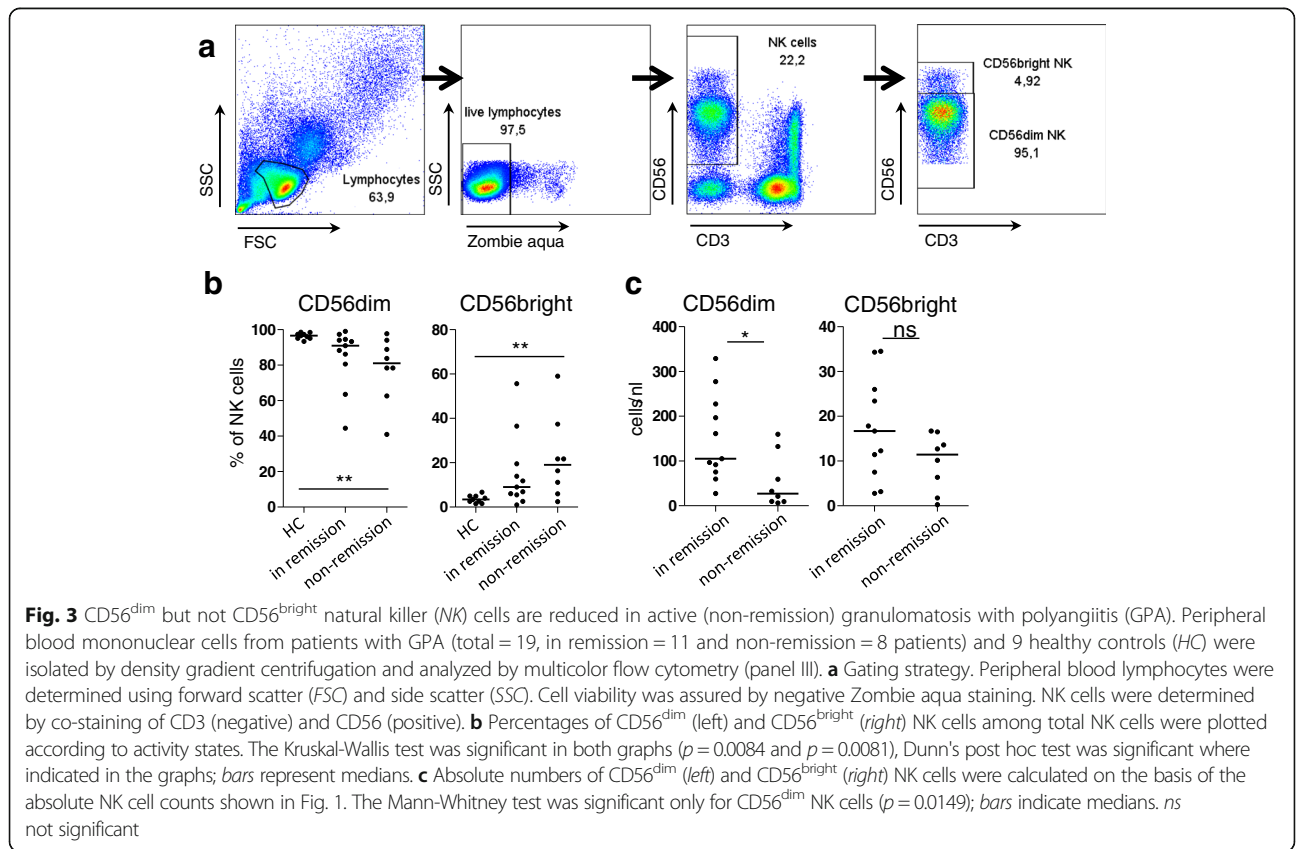 a
SSC
FSC
Lymphocytes
63,9
SSC
Zombie aqua
live lymphocytes
97,5
CD56
CD3
NK cells
22,2
CD56
CD3
CD56bright NK
4,92
CD56dim NK
95,1
b
CD56dim
% of NK cells
100
80
60
40
20
0
**
HC
in remission
non-remission
CD56bright
80
60
40
20
0
**
HC
in remission
non-remission
c
CD56dim
cells/nl
400
300
200
100
0
*
in remission
non-remission
CD56bright
40
30
20
10
0
ns
in remission
non-remission
Fig. 3 CD56dim but not CD56bright natural killer (NK) cells are reduced in active (non-remission) granulomatosis with polyangiitis (GPA). Peripheral
blood mononuclear cells from patients with GPA (total = 19, in remission = 11 and non-remission = 8 patients) and 9 healthy controls (HC) were
isolated by density gradient centrifugation and analyzed by multicolor flow cytometry (panel III). a Gating strategy. Peripheral blood lymphocytes were
determined using forward scatter (FSC) and side scatter (SSC). Cell viability was assured by negative Zombie aqua staining. NK cells were determined
by co-staining of CD3 (negative) and CD56 (positive). b Percentages of CD56dim (left) and CD56bright (right) NK cells among total NK cells were plotted
according to activity states. The Kruskal-Wallis test was significant in both graphs (p = 0.0084 and p = 0.0081), Dunn's post hoc test was significant where
indicated in the graphs; bars represent medians. c Absolute numbers of CD56dim (left) and CD56bright (right) NK cells were calculated on the basis of the
absolute NK cell counts shown in Fig. 1. The Mann-Whitney test was significant only for CD56dim NK cells (p = 0.0149); bars indicate medians. ns
not significant